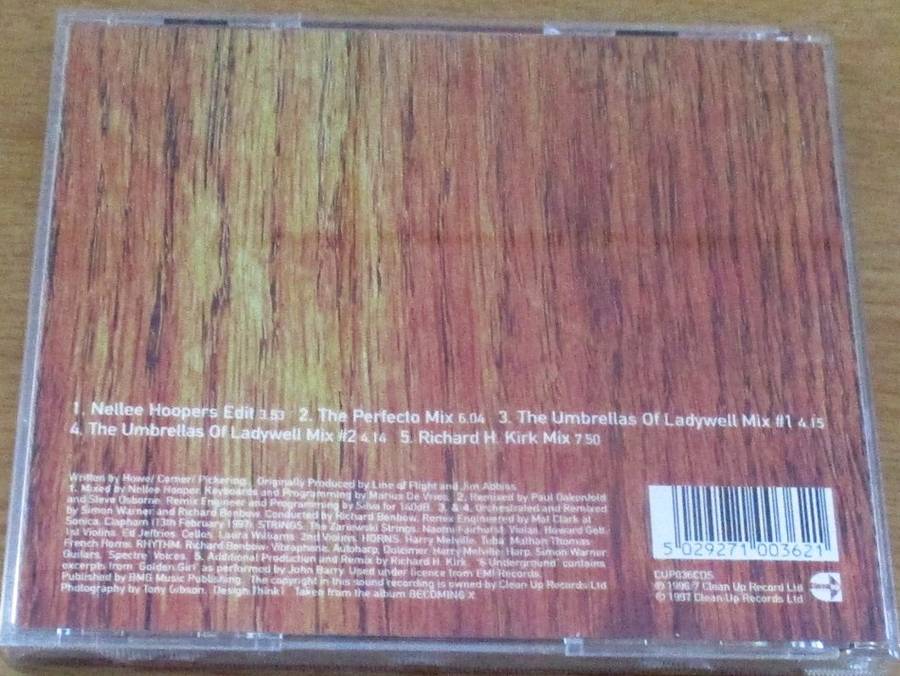 1. Nellee Hoopers Edit 3.53 2. The Perfecto Mix 6.04 3. The Umbrellas Of Ladywell Mix #1 4.15
4. The Umbrellas Of Ladywell Mix #2 4.14 5. Richard H. Kirk Mix 7.50
Written by Howe/ Corner/ Pickering. Originally Produced by Line of Flight and Jim Abbiss.
1. Mixed by Nellee Hooper. Keyboards and Programming by Marius De Vries. 2. Remixed by Paul Oakenfold
and Steve Osborne. Remix Engineer and Programming by Silva for 140dB. 3. & 4. Orchestrated and Remixed
by Simon Warner and Richard Benbow. Conducted by Richard Benbow. Remix Engineered by Mat Clark at
Sonica, Clapham (13th February 1997). STRINGS: The Zarewski Strings. Naomi Fairhurst, Violas. Howard Gott,
1st Violins. Ed Jefferies, Cellos. Laura Williams, 2nd Violins. HORNS: Harry Melville, Tuba. Nathan Thomas,
French Horns. RHYTHM: Richard Benbow, Vibraphone, Autoharp, Dulcimer. Harry Melville, Harp. Simon Warner
Guitars, 'Spectre' Voices. 5. Additional Production and Remix by Richard H. Kirk. '6 Underground' contains
excerpts from 'Golden Girl' as performed by John Barry. Used under licence from EMI Records.
Published by BMG Music Publishing. The copyright in this sound recording is owned by Clean Up Records Ltd
Photography by Tony Gibson. Design Think1 Taken from the album BECOMING X
5 029271 003621
CUP036CDS
℗ 1996/7 Clean Up Record Ltd
© 1997 Clean Up Records Ltd